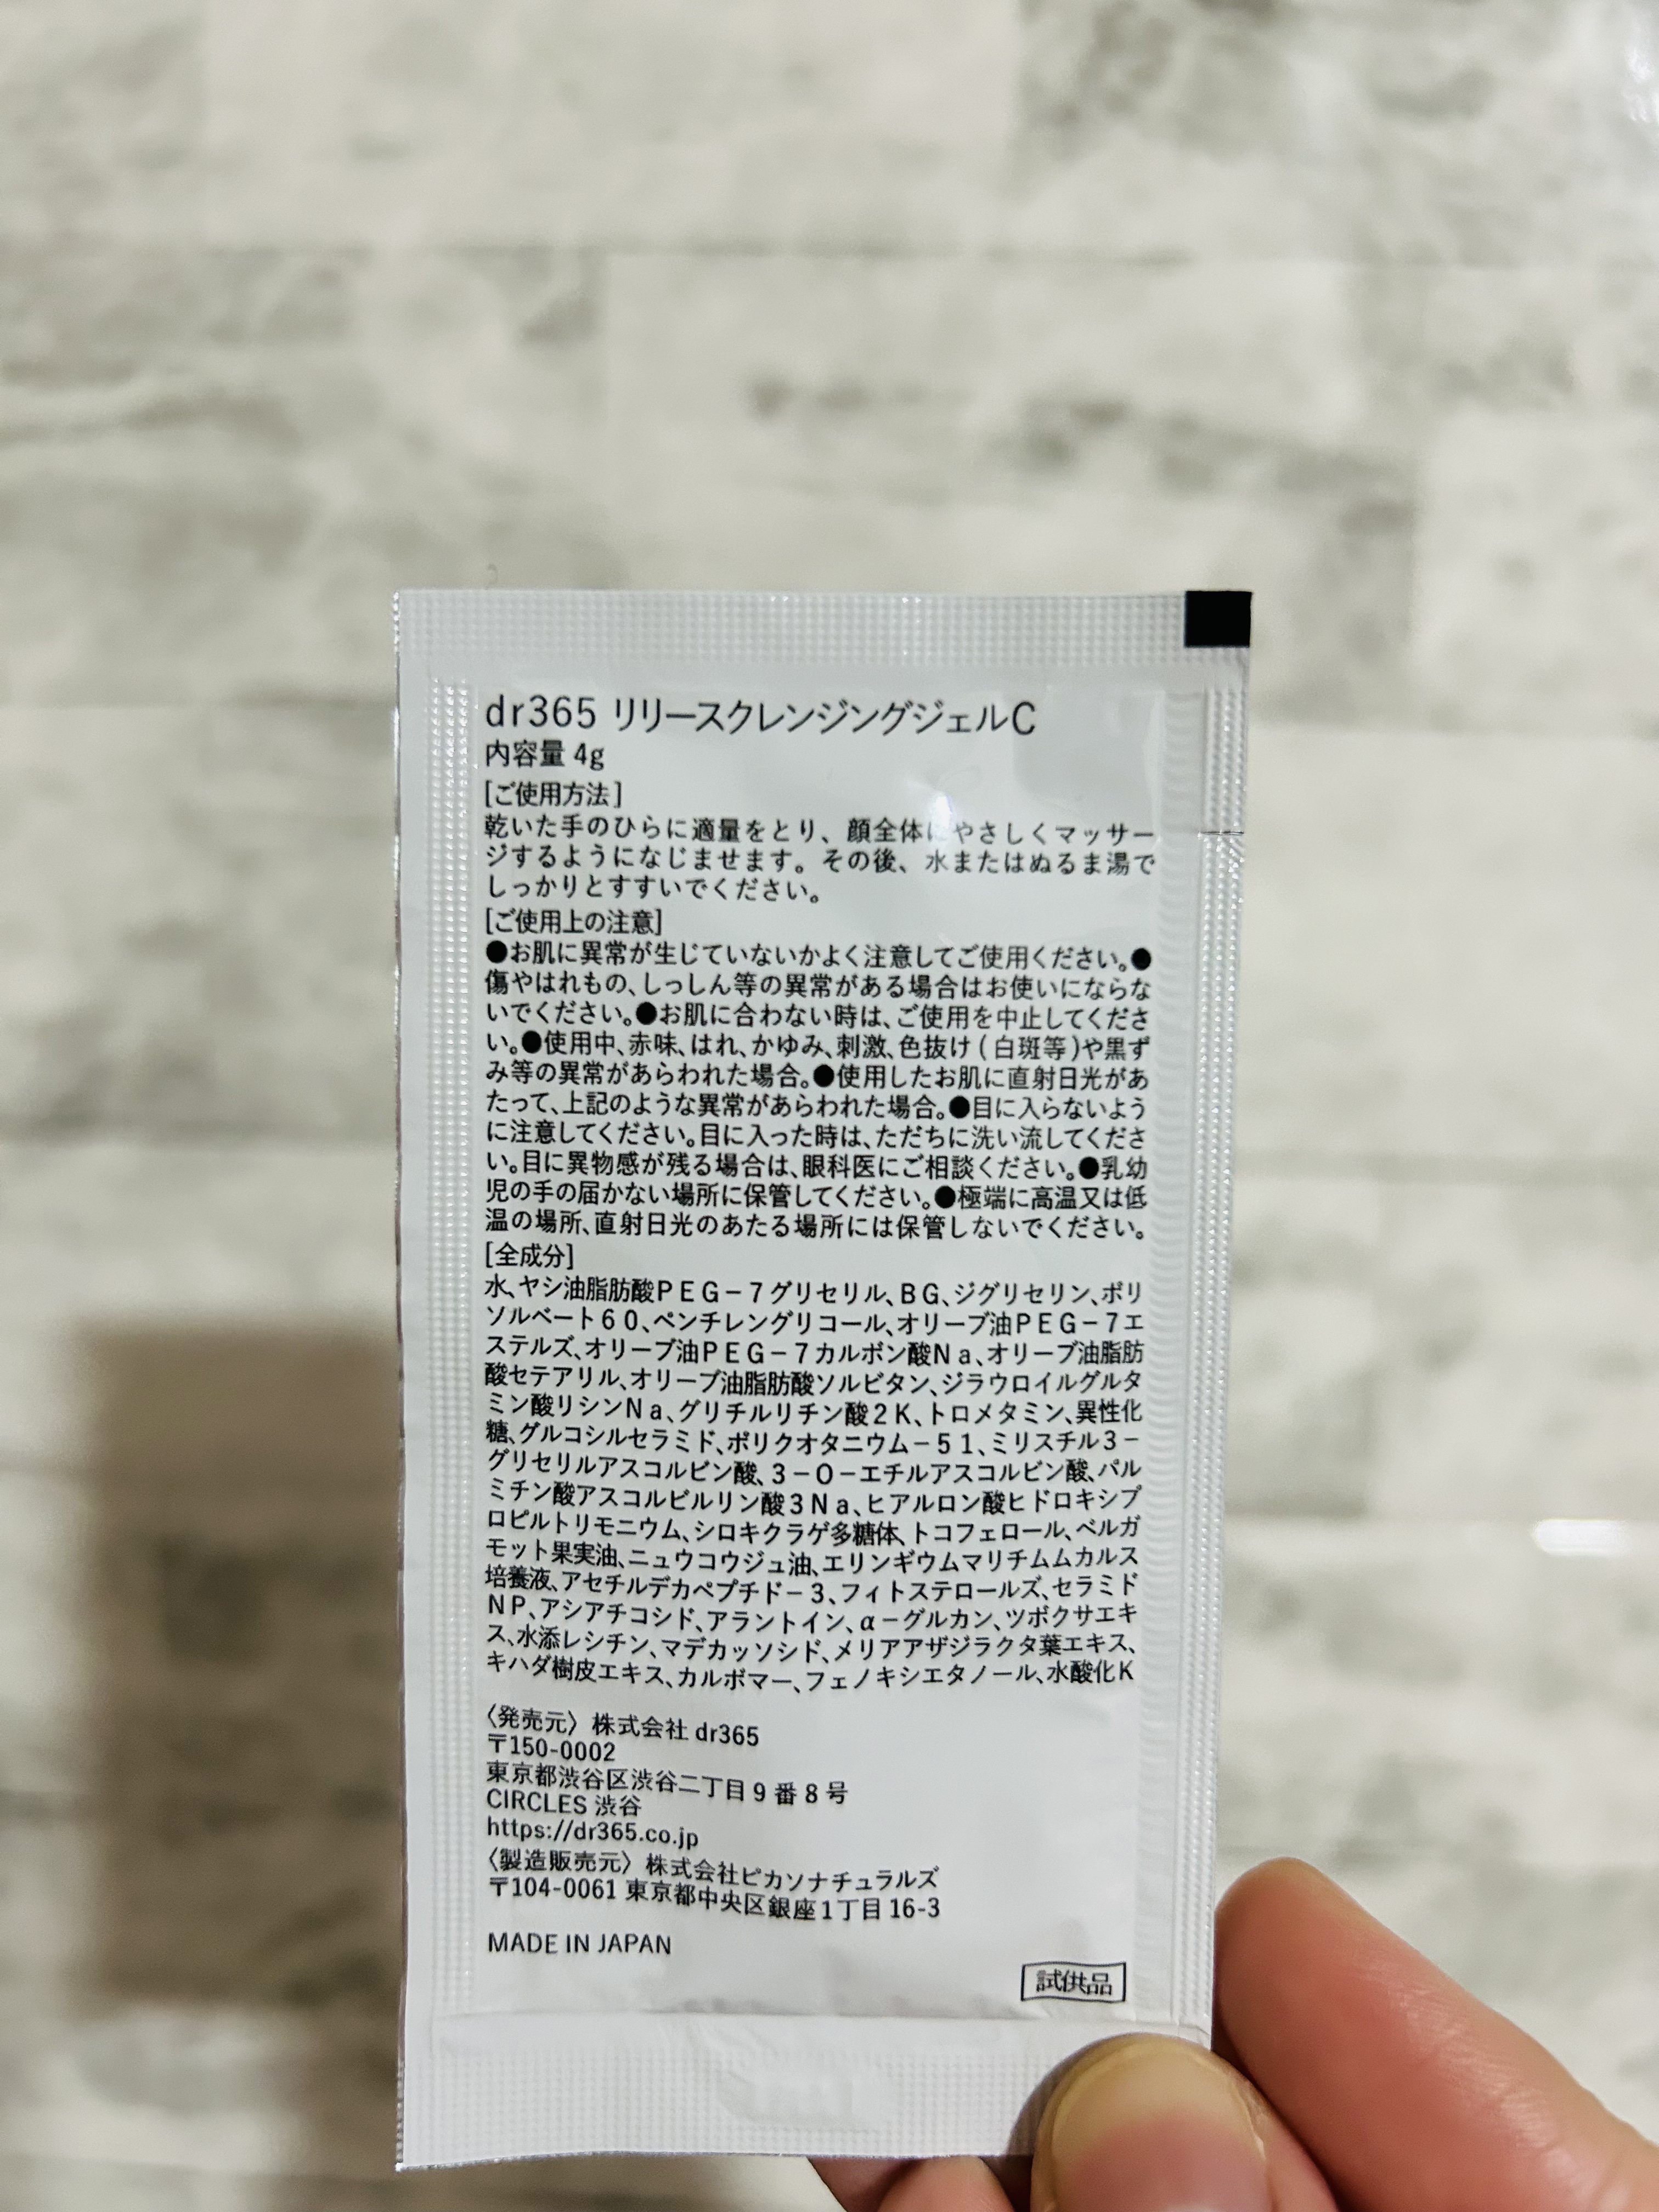 dr365 リリースクレンジングジェルC
内容量 4g
[ご使用方法]
乾いた手のひらに適量をとり、顔全体にやさしくマッサー
ジするようになじませます。その後、水またはぬるま湯で
しっかりとすすいでください。
[ご使用上の注意]
●お肌に異常が生じていないかよく注意してご使用ください。●
傷やはれもの、しっしん等の異常がある場合はお使いにならな
いでください。●お肌に合わない時は、ご使用を中止してくださ
い。●使用中、赤味、はれ、かゆみ、刺激、色抜け(白斑等)や黒ず
み等の異常があらわれた場合。●使用したお肌に直射日光があ
たって、上記のような異常があらわれた場合。●目に入らないよう
に注意してください。目に入った時は、ただちに洗い流してくださ
い。目に異物感が残る場合は、眼科医にご相談ください。●乳幼
児の手の届かない場所に保管してください。●極端に高温又は低
温の場所、直射日光のあたる場所には保管しないでください。
[全成分]
水、ヤシ油脂肪酸PEG−7グリセリル、BG、ジグリセリン、ポリ
ソルベート60、ペンチレングリコール、オリーブ油PEG−7エ
ステルズ、オリーブ油PEG−7カルボン酸Na、オリーブ油脂肪
酸セテアリル、オリーブ油脂肪酸ソルビタン、ジラウロイルグルタ
ミン酸リシンNa、グリチルリチン酸2K、トロメタミン、異性化
糖、グルコシルセラミド、ポリクオタニウム−51、ミリスチル3−
グリセリルアスコルビン酸、3−O−エチルアスコルビン酸、パル
ミチン酸アスコルビルリン酸3Na、ヒアルロン酸ヒドロキシプ
ロピルトリモニウム、シロキクラゲ多糖体、トコフェロール、ベルガ
モット果実油、ニュウコウジュ油、エリンギウムマリチムムカルス
培養液、アセチルデカペプチド−3、フィトステロールズ、セラミド
NP、アシアチコシド、アラントイン、α−グルカン、ツボクサエキ
ス、水添レシチン、マデカッソシド、メリアアザジラクタ葉エキス、
キハダ樹皮エキス、カルボマー、フェノキシエタノール、水酸化K
〈発売元〉株式会社 dr365
〒150-0002
東京都渋谷区渋谷二丁目9番8号
CIRCLES 渋谷
https://dr365.co.jp
〈製造販売元〉株式会社ピカソナチュラルズ
〒104-0061 東京都中央区銀座1丁目16-3
MADE IN JAPAN
試供品